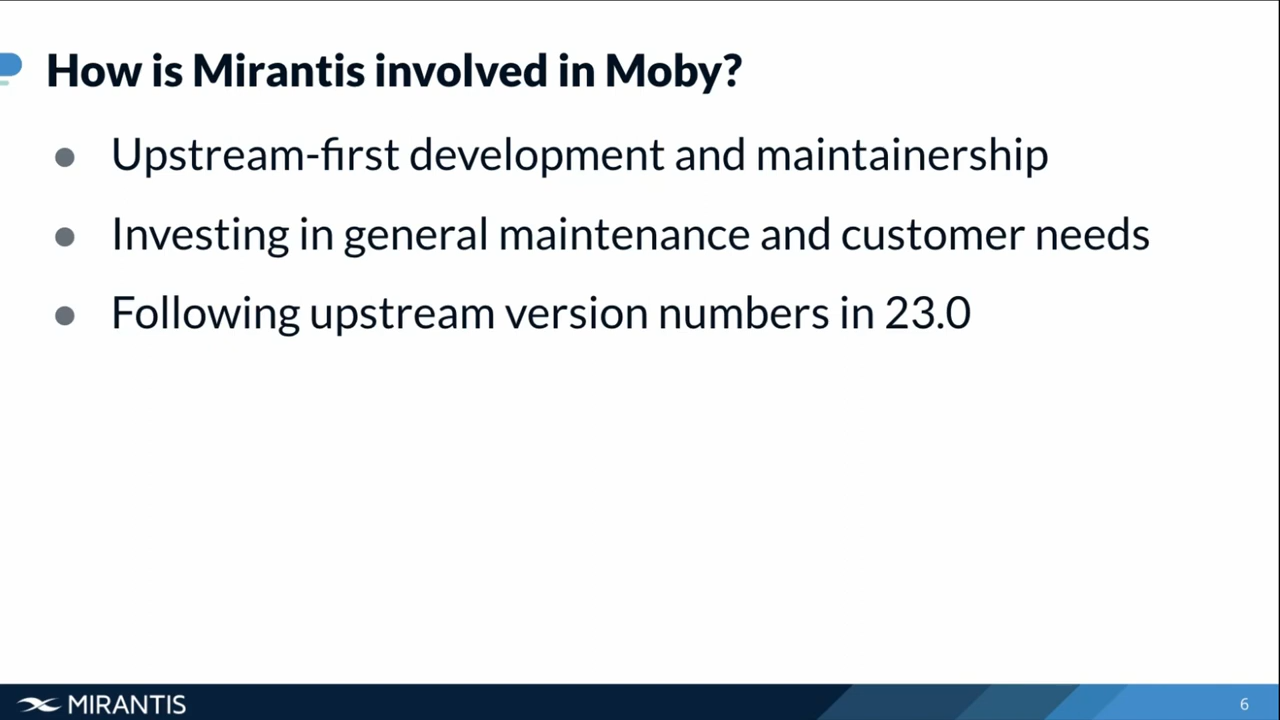 How is Mirantis involved in Moby?
● Upstream-first development and maintainership
● Investing in general maintenance and customer needs
● Following upstream version numbers in 23.0
MIRANTIS
6